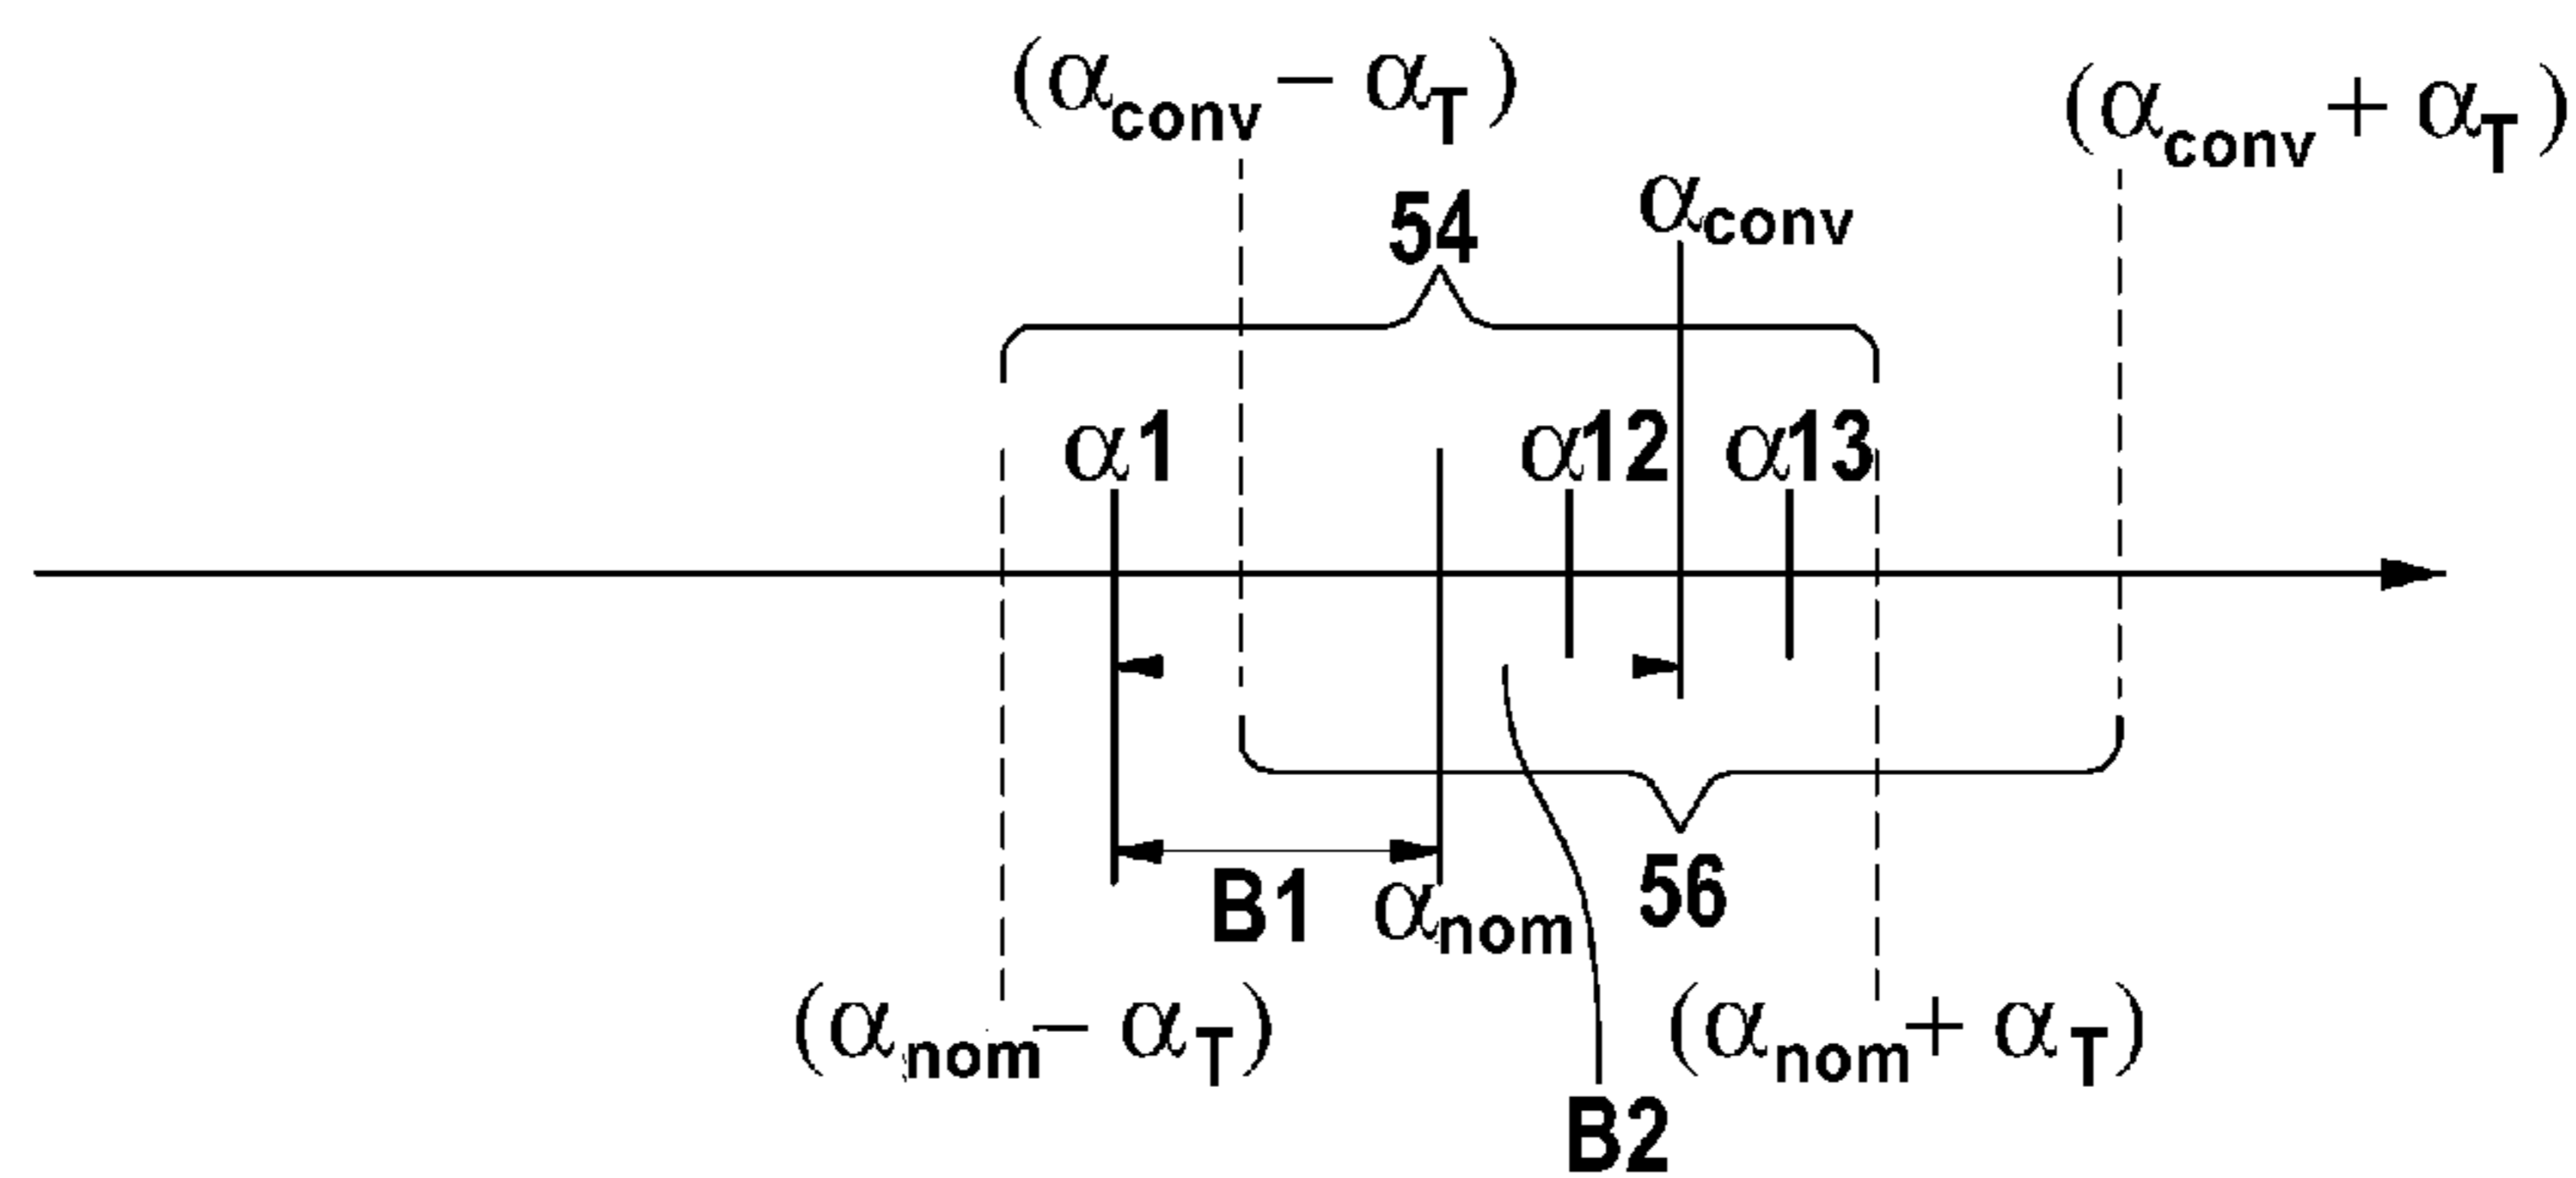 (αconv − αT)
(αconv + αT)
54
αconv
α1
α12
α13
B1
αnom
56
(αnom − αT)
(αnom + αT)
B2